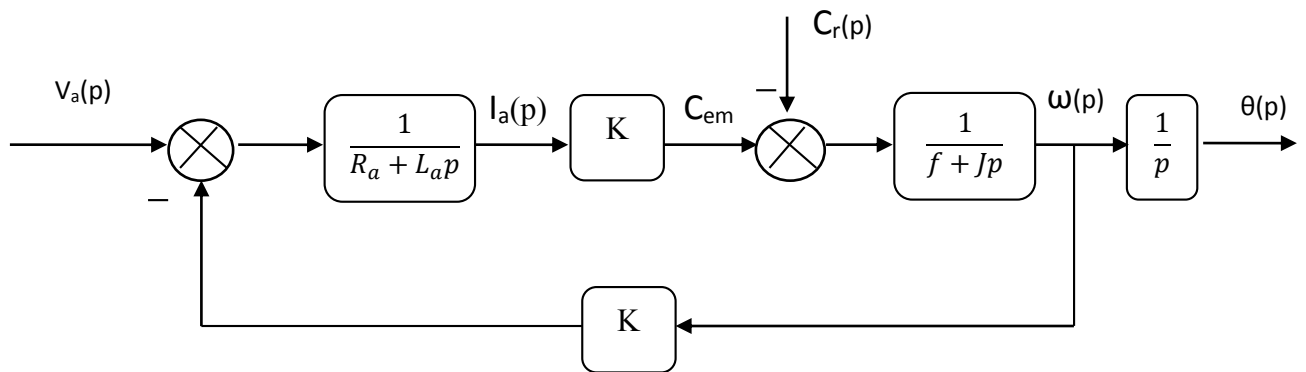 Cr(p)
–
Va(p)
1
Ra + Lap
Ia(p)
K
Cem
1
f + Jp
ω(p)
1
p
θ(p)
–
K